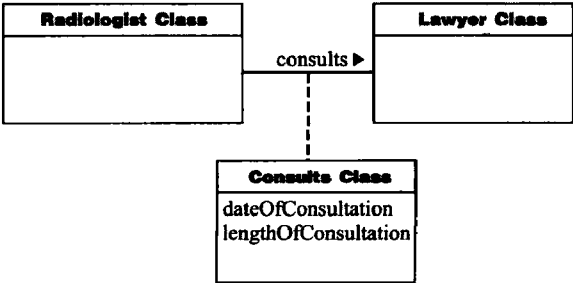 Radiologist Class
Lawyer Class
consults ▶
Consults Class
dateOfConsultation
lengthOfConsultation